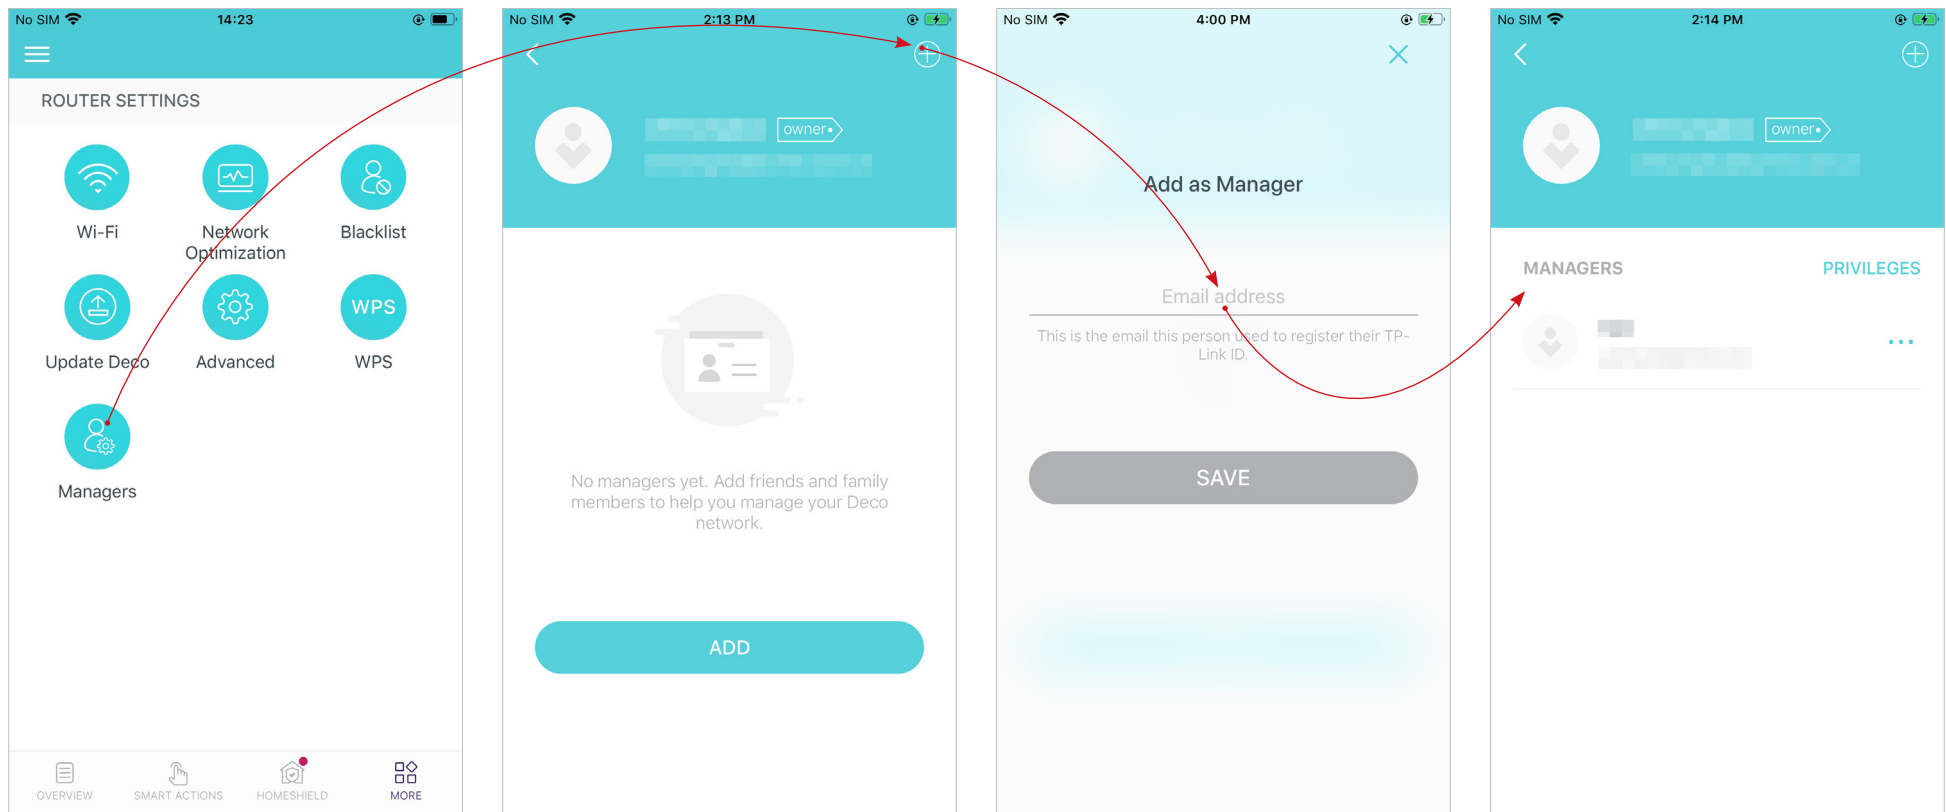 No SIM 14:23
ROUTER SETTINGS
Wi-Fi
Network
Optimization
Blacklist
Update Deco
Advanced
WPS
WPS
Managers
OVERVIEW
SMART ACTIONS
HOMESHIELD
MORE
No SIM 2:13 PM
owner
No managers yet. Add friends and family
members to help you manage your Deco
network.
ADD
No SIM 4:00 PM
Add as Manager
Email address
This is the email this person used to register their TP-
Link ID.
SAVE
No SIM 2:14 PM
owner
MANAGERS PRIVILEGES